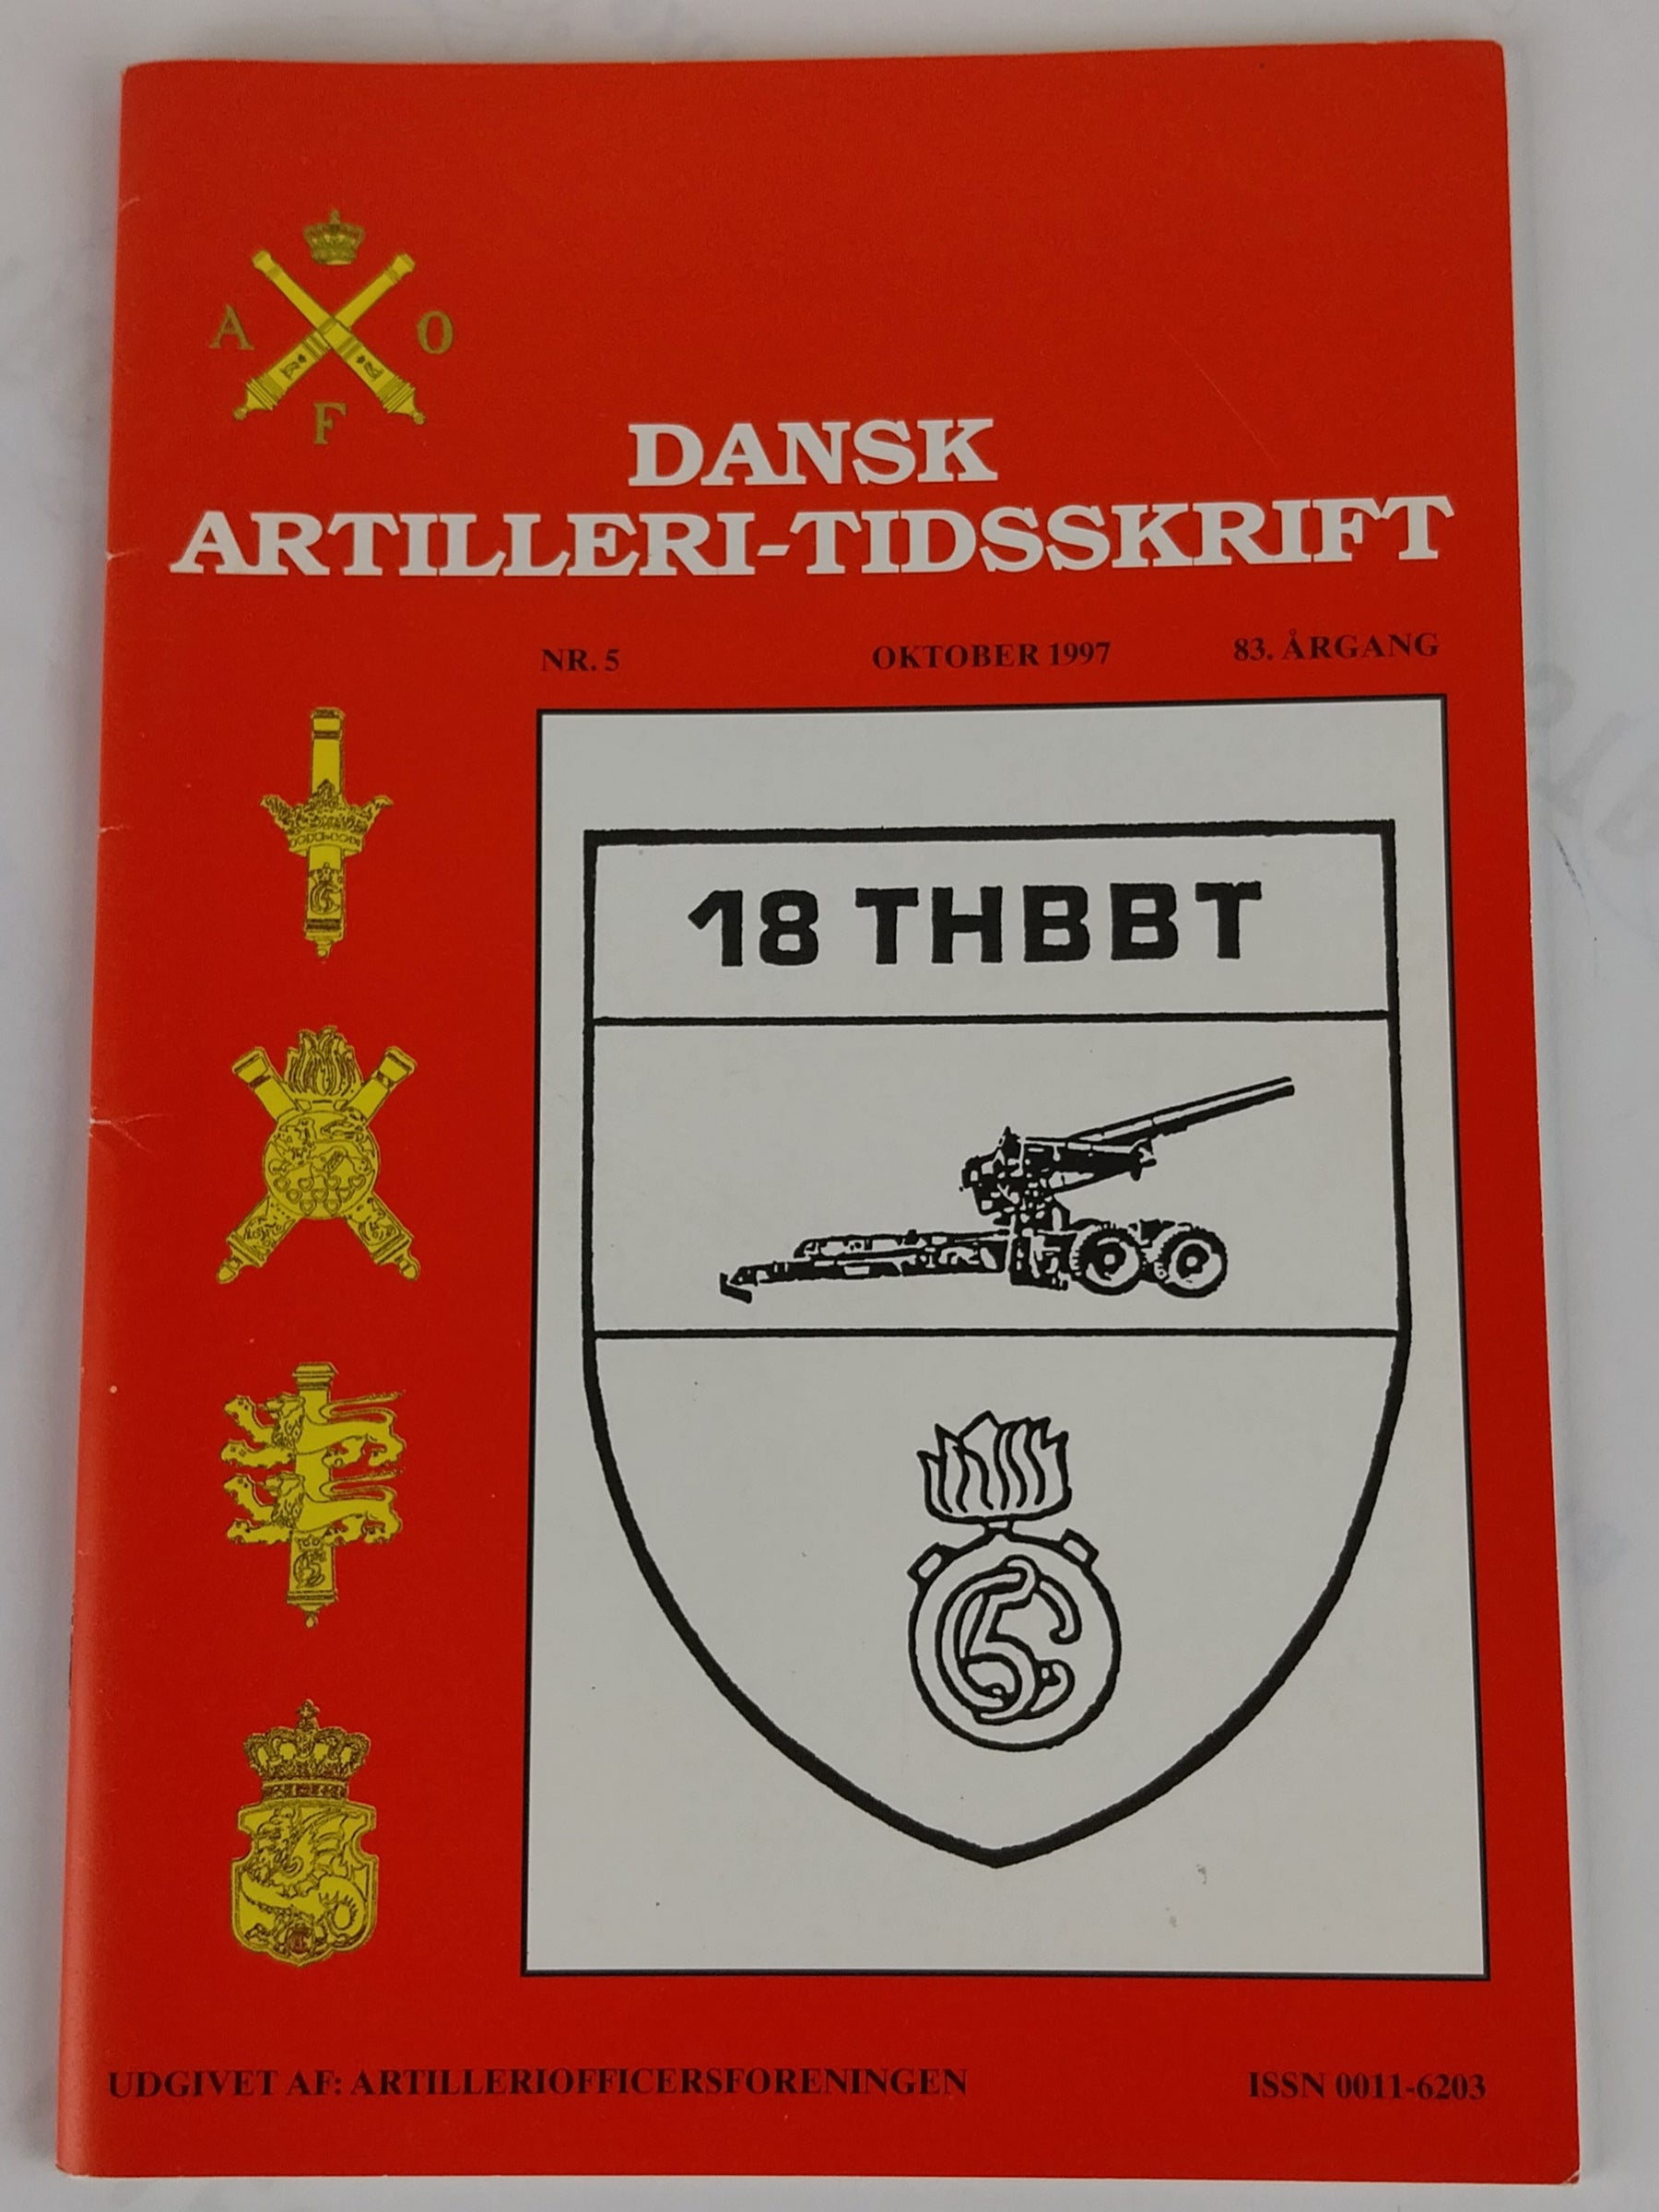 A O
F
DANSK
ARTILLERI-TIDSSKRIFT
NR. 5 OKTOBER 1997 83. ÅRGANG
18 THBBT
UDGIVET AF: ARTILLERIOFFICERSFORENINGEN ISSN 0011-6203